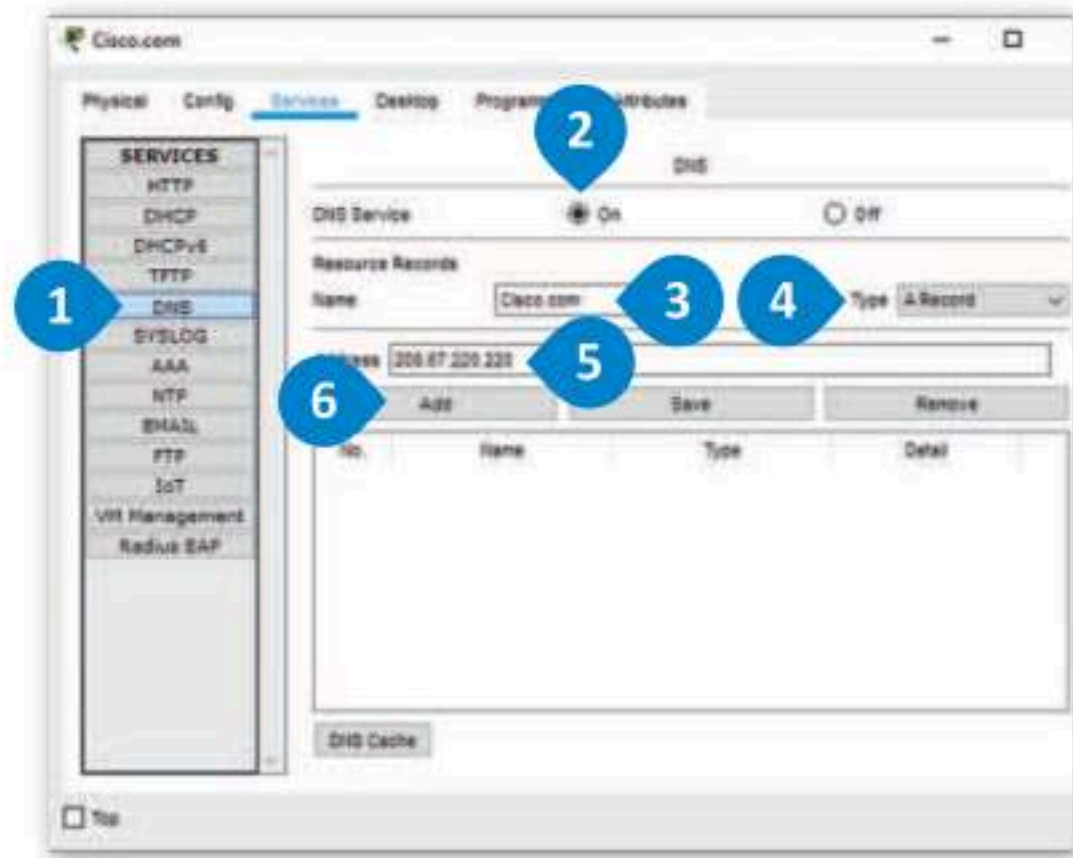 Cisco.com
Physical Config Services Desktop Attributes
SERVICES
HTTP
DHCP
DHCPv6
TFTP
DNS
SYSLOG
AAA
NTP
EMAIL
FTP
IoT
VM Management
Radius EAP
1
2
DNS
DNS Service On Off
Resource Records
Name Cisco.com 3 4 Type A Record
208.67.220.220 5
6 Add Save Remove
No. Name Type Detail
DNS Cache
Top